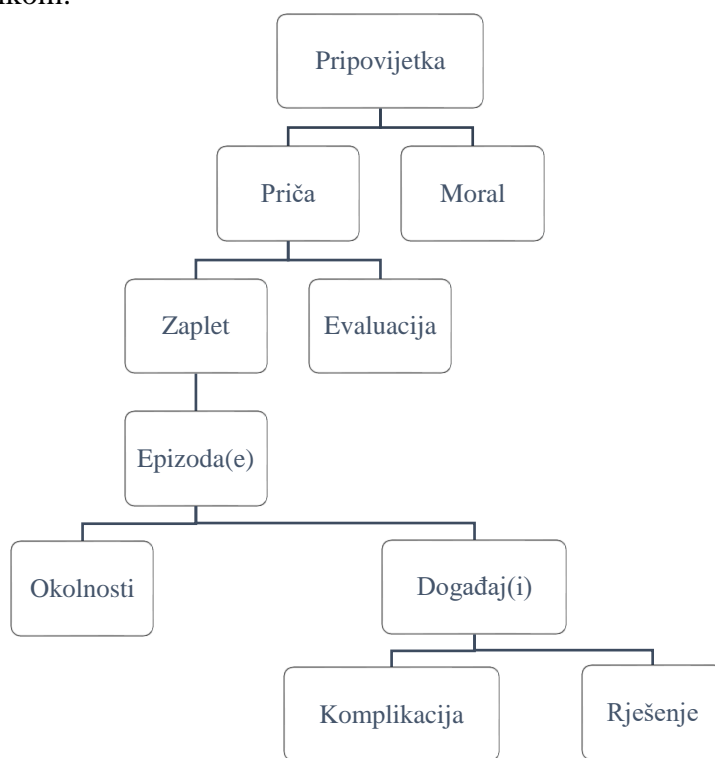 Pripovijetka
Priča
Moral
Zaplet
Evaluacija
Epizoda(e)
Okolnosti
Događaj(i)
Komplikacija
Rješenje